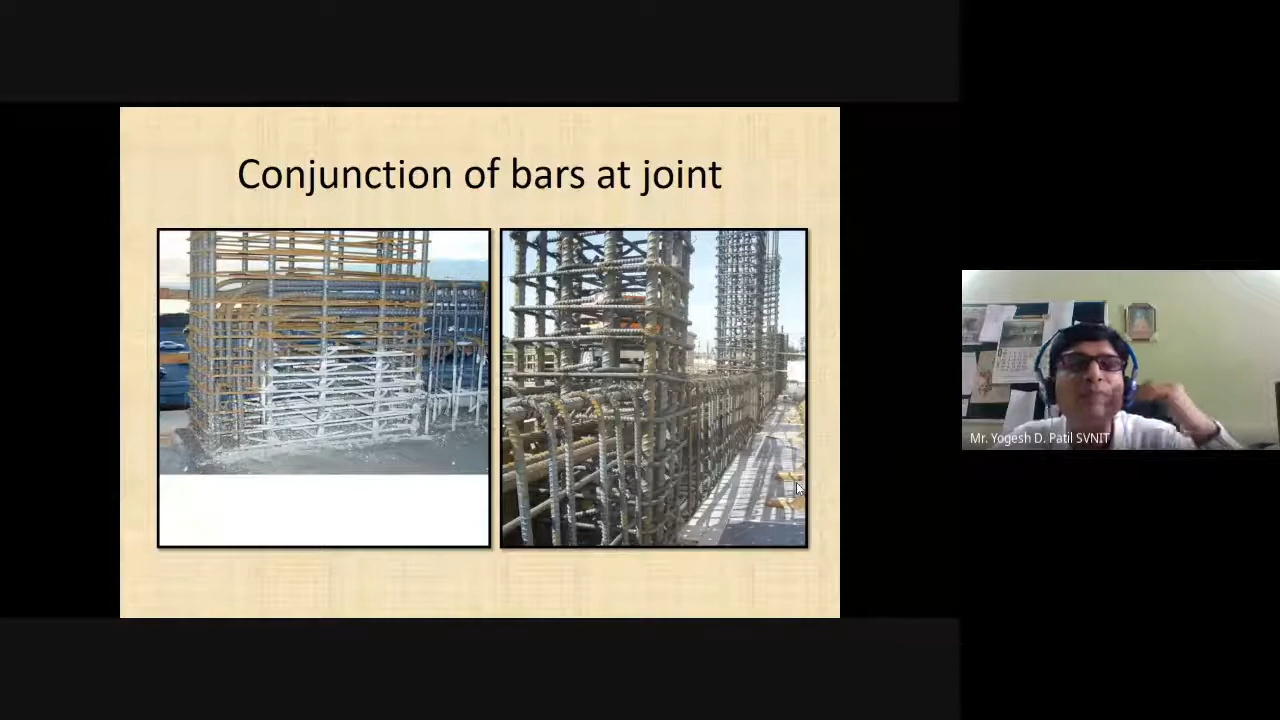 Conjunction of bars at joint
Mr. Yogesh D. Patil SVNIT